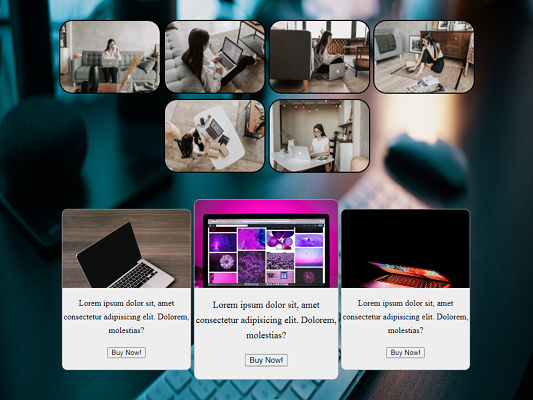 Lorem ipsum dolor sit, amet
consectetur adipisicing elit. Dolorem,
molestias?
Buy Now!
Lorem ipsum dolor sit, amet
consectetur adipisicing elit. Dolorem,
molestias?
Buy Now!
Lorem ipsum dolor sit, amet
consectetur adipisicing elit. Dolorem,
molestias?
Buy Now!